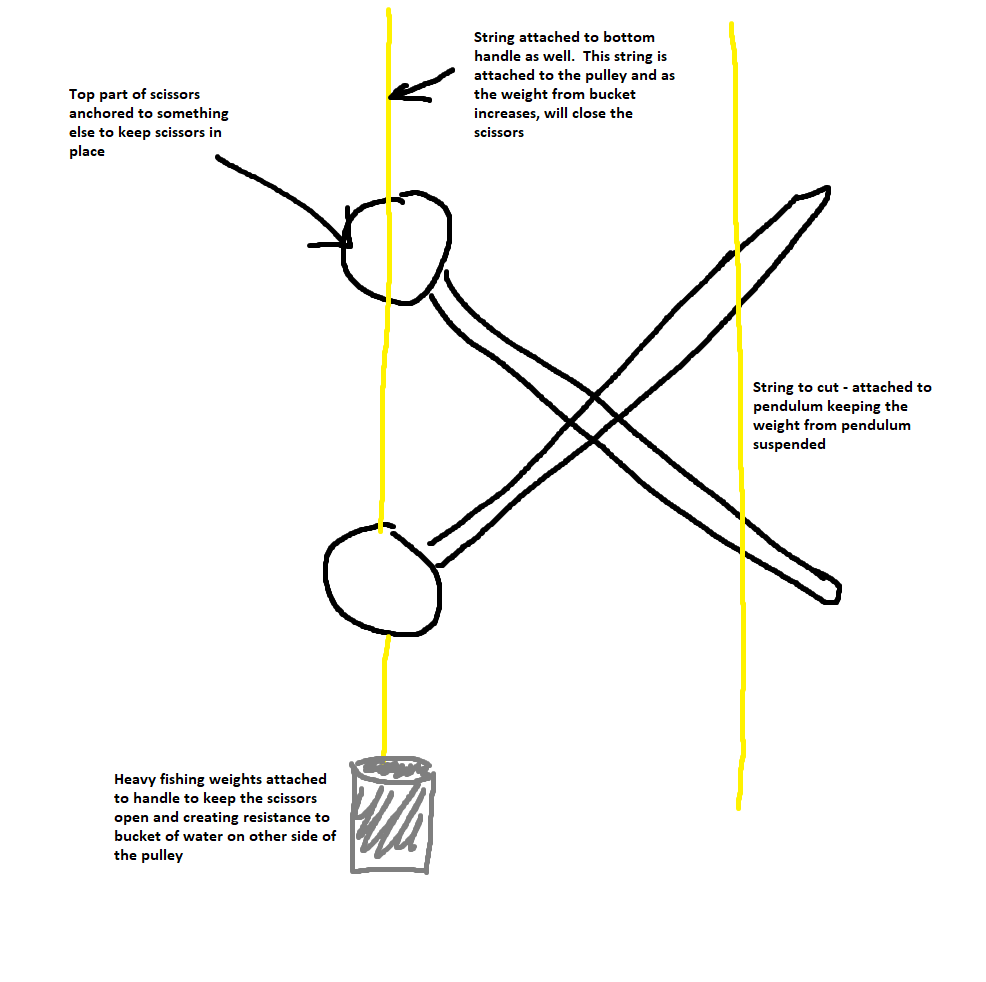 String attached to bottom
handle as well.  This string is
attached to the pulley and as
the weight from bucket
increases, will close the
scissors
Top part of scissors
anchored to something
else to keep scissors in
place
String to cut - attached to
pendulum keeping the
weight from pendulum
suspended
Heavy fishing weights attached
to handle to keep the scissors
open and creating resistance to
bucket of water on other side of
the pulley